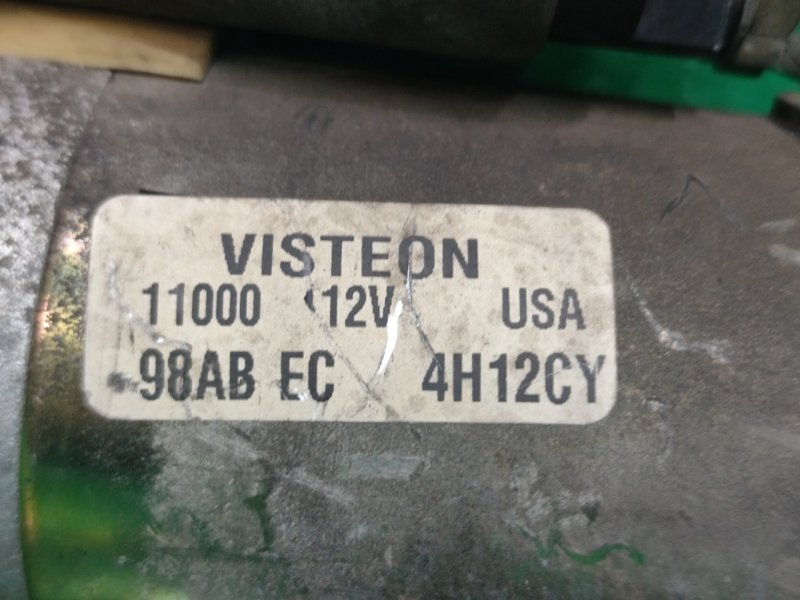 VISTEON
11000 12V USA
98AB EC 4H12CY